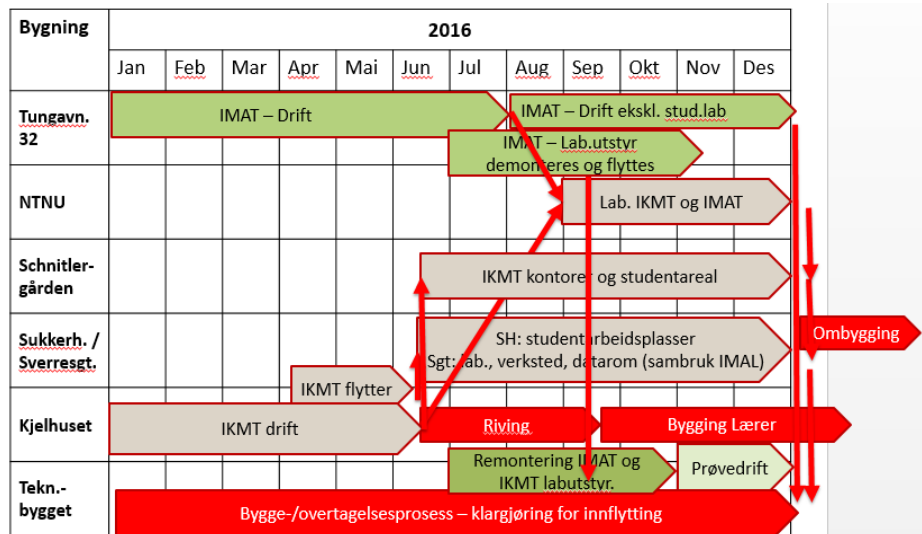 Bygning
2016
Jan Feb Mar Apr Mai Jun Jul Aug Sep Okt Nov Des
Tungavn.
32
IMAT – Drift
IMAT – Drift ekskl. stud.lab
IMAT – Lab.utstyr
demonteres og flyttes
NTNU
Lab. IKMT og IMAT
Schnitler-
gården
IKMT kontorer og studentareal
Sukkerh. /
Sverresgt.
SH: studentarbeidsplasser
Sgt: lab., verksted, datarom (sambruk IMAL)
Ombygging
IKMT flytter
Kjelhuset
IKMT drift
Riving
Bygging Lærer
Tekn.-
bygget
Remontering IMAT og
IKMT labutstyr.
Prøvedrift
Bygge-/overtagelsesprosess – klargjøring for innflytting